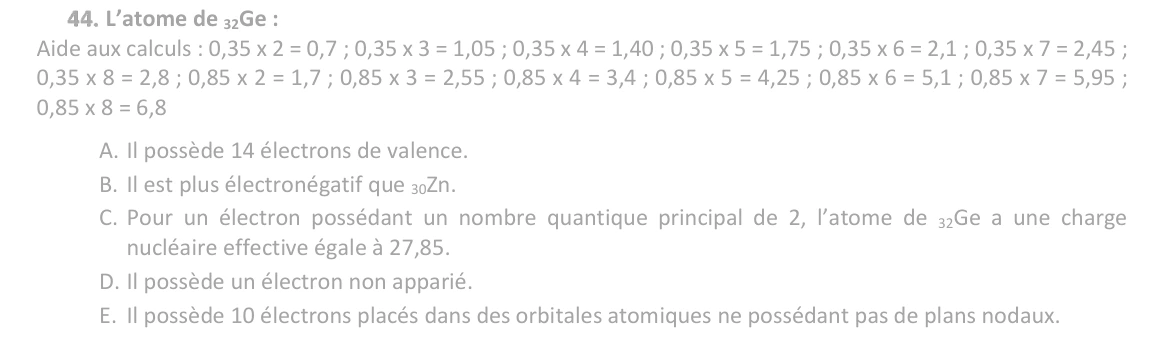 44. L'atome de ₃₂Ge :
Aide aux calculs : 0,35 x 2 = 0,7 ; 0,35 x 3 = 1,05 ; 0,35 x 4 = 1,40 ; 0,35 x 5 = 1,75 ; 0,35 x 6 = 2,1 ; 0,35 x 7 = 2,45 ;
0,35 x 8 = 2,8 ; 0,85 x 2 = 1,7 ; 0,85 x 3 = 2,55 ; 0,85 x 4 = 3,4 ; 0,85 x 5 = 4,25 ; 0,85 x 6 = 5,1 ; 0,85 x 7 = 5,95 ;
0,85 x 8 = 6,8
A. Il possède 14 électrons de valence.
B. Il est plus électronégatif que ₃₀Zn.
C. Pour un électron possédant un nombre quantique principal de 2, l'atome de ₃₂Ge a une charge
nucléaire effective égale à 27,85.
D. Il possède un électron non apparié.
E. Il possède 10 électrons placés dans des orbitales atomiques ne possédant pas de plans nodaux.